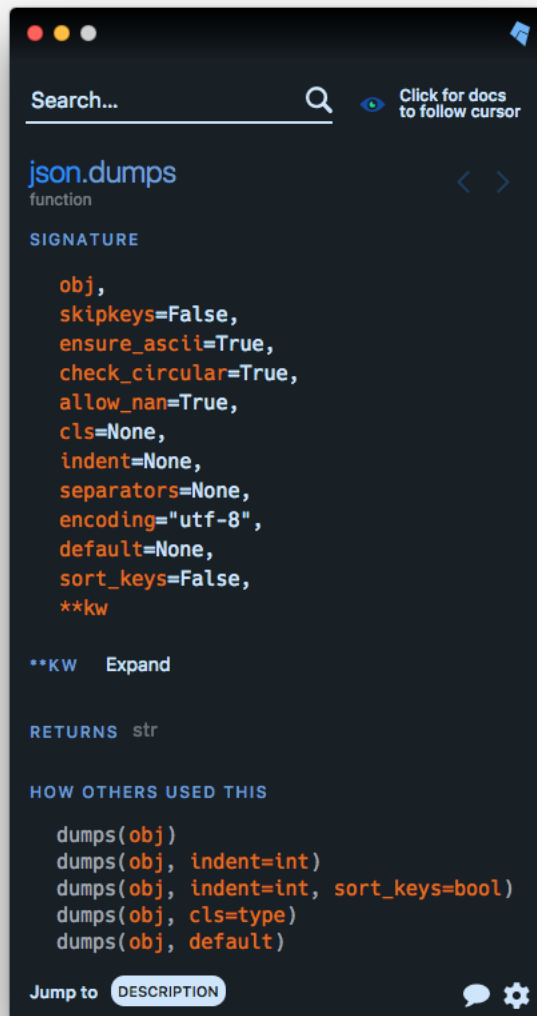 Search...
Click for docs
to follow cursor
json.dumps
function
SIGNATURE
obj,
skipkeys=False,
ensure_ascii=True,
check_circular=True,
allow_nan=True,
cls=None,
indent=None,
separators=None,
encoding="utf-8",
default=None,
sort_keys=False,
**kw
**KW Expand
RETURNS str
HOW OTHERS USED THIS
dumps(obj)
dumps(obj, indent=int)
dumps(obj, indent=int, sort_keys=bool)
dumps(obj, cls=type)
dumps(obj, default)
Jump to DESCRIPTION